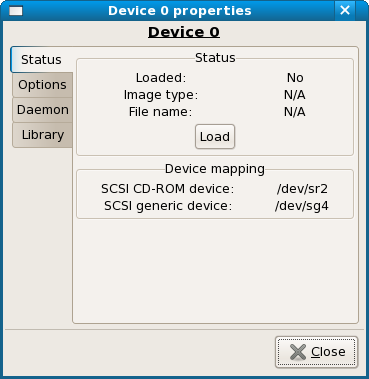 Device 0 properties
Device 0
Status
Options
Daemon
Library
Status
Loaded: No
Image type: N/A
File name: N/A
Load
Device mapping
SCSI CD-ROM device: /dev/sr2
SCSI generic device: /dev/sg4
Close